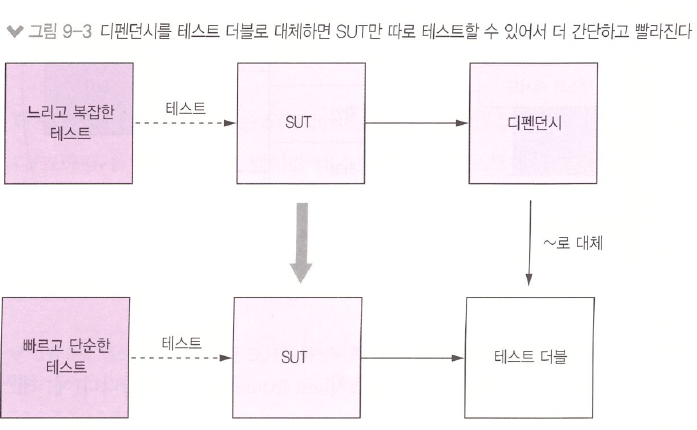 그림 9-3 디펜던시를 테스트 더블로 대체하면 SUT만 따로 테스트할 수 있어서 더 간단하고 빨라진다
느리고 복잡한
테스트
테스트
SUT
디펜던시
~로 대체
빠르고 단순한
테스트
테스트
SUT
테스트 더블